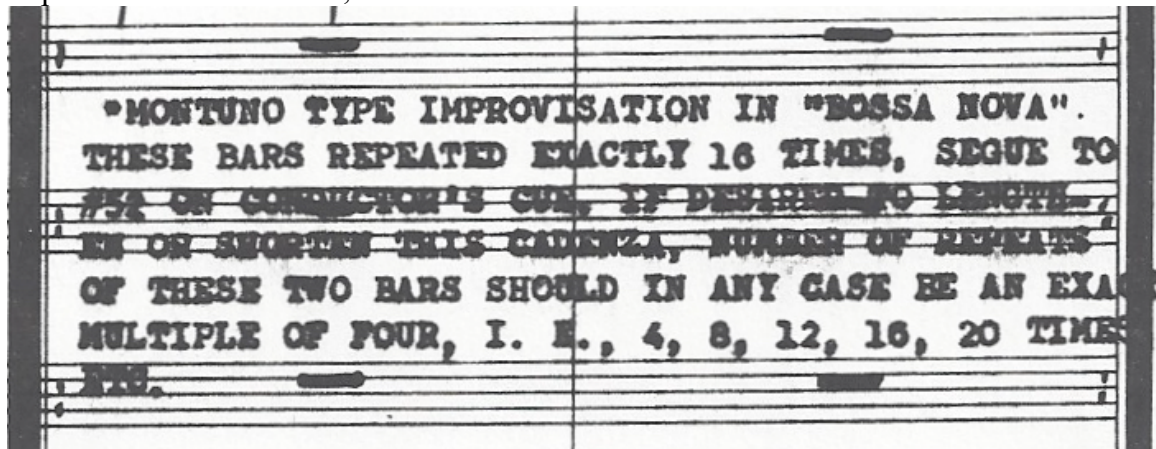 "MONTUNO TYPE IMPROVISATION IN "BOSSA NOVA".
THESE BARS REPEATED EXACTLY 16 TIMES, SEGUE TO
#52 ON CONDUCTOR'S CUE, IF DESIRED TO LENGTH-
EN OR SHORTEN THIS CADENZA, NUMBER OF REPEATS
OF THESE TWO BARS SHOULD IN ANY CASE BE AN EXACT
MULTIPLE OF FOUR, I. E., 4, 8, 12, 16, 20 TIMES
ETC.